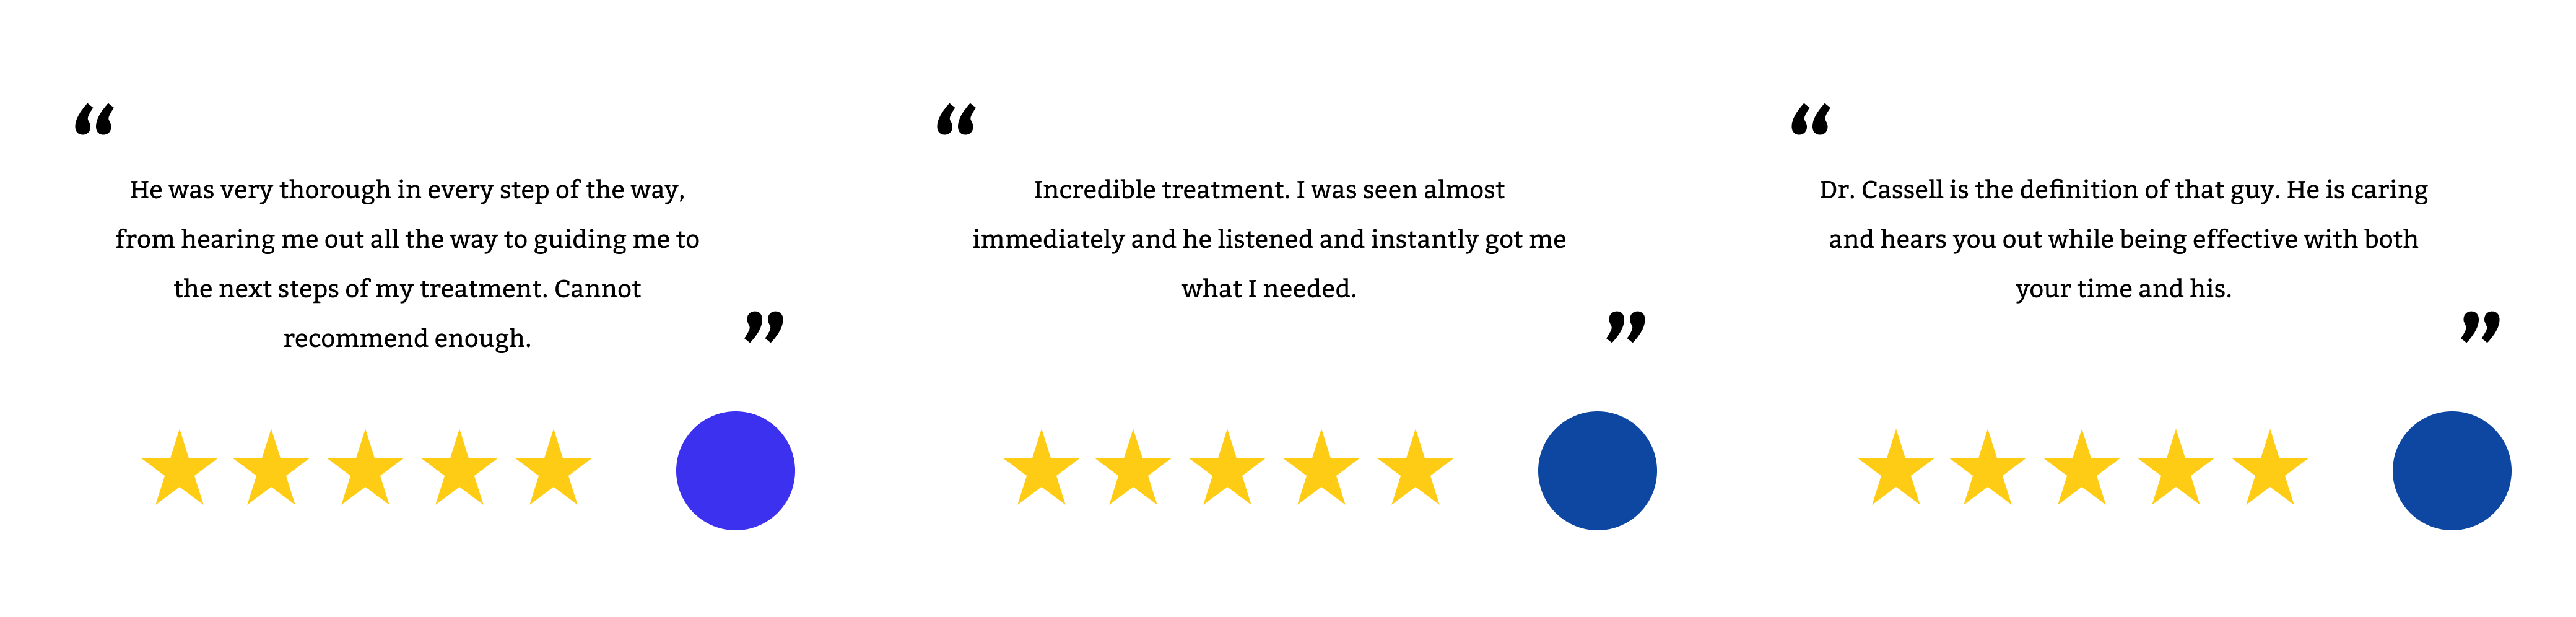 “
He was very thorough in every step of the way,
from hearing me out all the way to guiding me to
the next steps of my treatment. Cannot
recommend enough.
”
“
Incredible treatment. I was seen almost
immediately and he listened and instantly got me
what I needed.
”
“
Dr. Cassell is the definition of that guy. He is caring
and hears you out while being effective with both
your time and his.
”